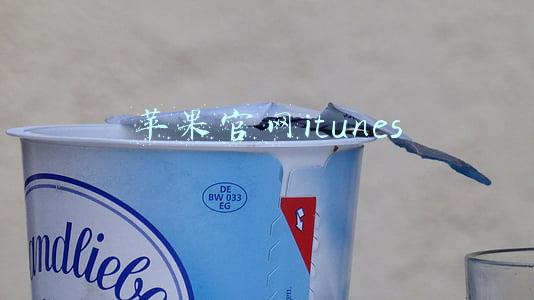 苹果官网itunes
DE
BW 033
EG
andliebe